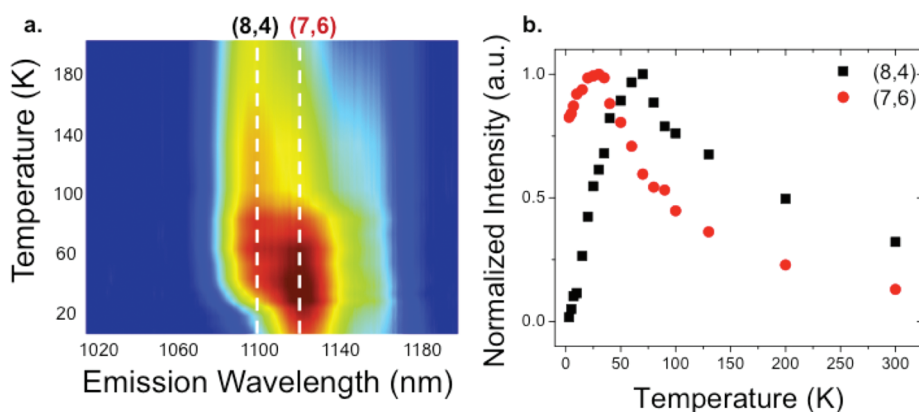 a.
(8,4) (7,6)
Temperature (K)
180
140
100
60
20
1020 1060 1100 1140 1180
Emission Wavelength (nm)
b.
Normalized Intensity (a.u.)
1.0
0.5
0.0
(8,4)
(7,6)
0 50 100 150 200 250 300
Temperature (K)